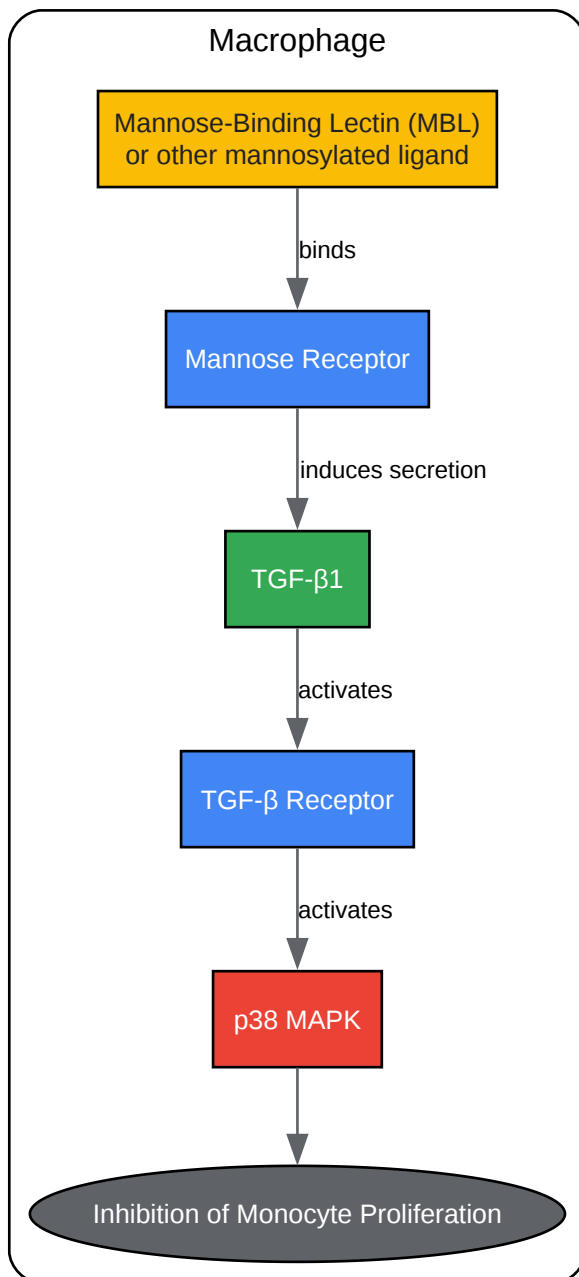 Macrophage
Mannose-Binding Lectin (MBL)
or other mannosylated ligand
binds
Mannose Receptor
induces secretion
TGF-β1
activates
TGF-β Receptor
activates
p38 MAPK
Inhibition of Monocyte Proliferation